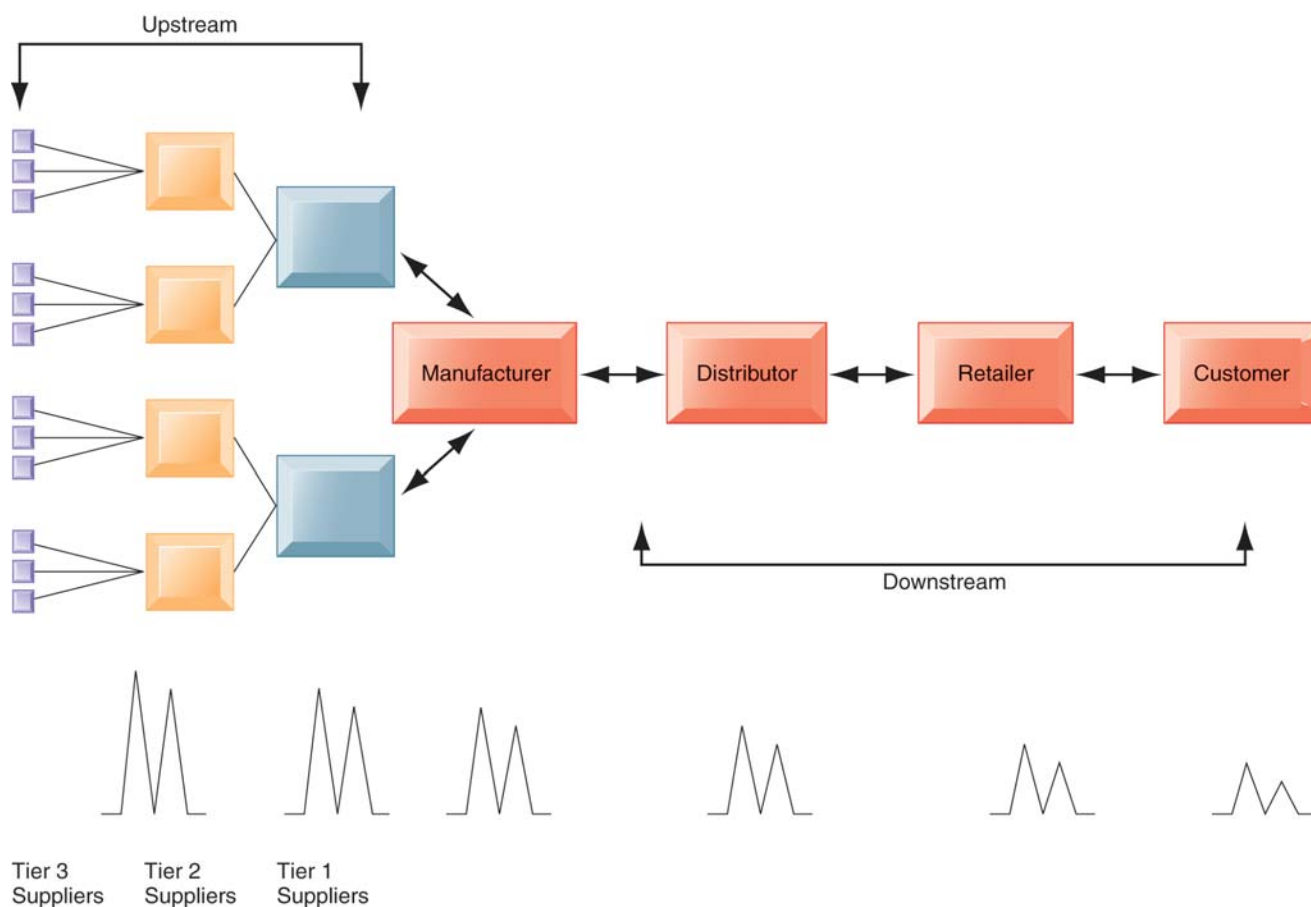 Upstream
Manufacturer
Distributor
Retailer
Customer
Downstream
Tier 3
Suppliers
Tier 2
Suppliers
Tier 1
Suppliers